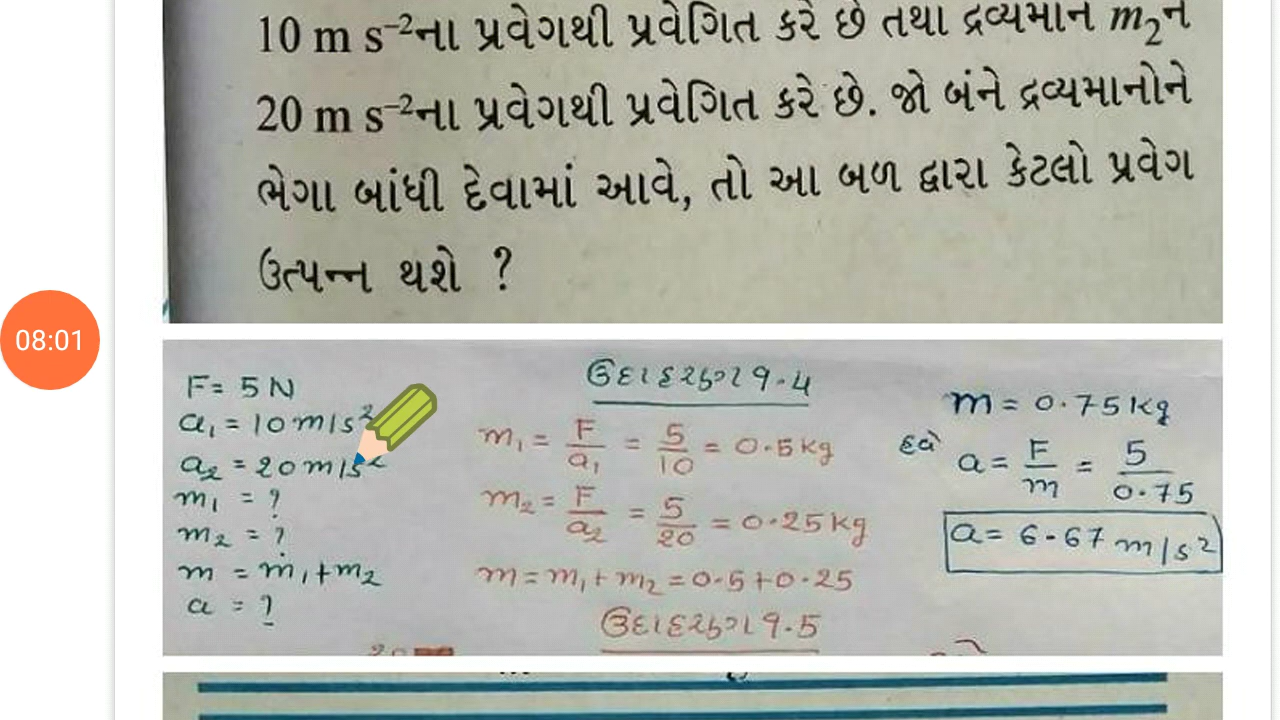 10 m s⁻²ના પ્રવેગથી પ્રવેગિત કરે છે તથા દ્રવ્યમાન m₂ને
20 m s⁻²ના પ્રવેગથી પ્રવેગિત કરે છે. જો બંને દ્રવ્યમાનોને
ભેગા બાંધી દેવામાં આવે, તો આ બળ દ્વારા કેટલો પ્રવેગ
ઉત્પન્ન થશે ?
08:01
F = 5 N
a₁ = 10 m/s²
a₂ = 20 m/s²
m₁ = ?
m₂ = ?
m = m₁ + m₂
a = ?
ઉદાહરણ 9.4
m₁ = F/a₁ = 5/10 = 0.5 kg
m₂ = F/a₂ = 5/20 = 0.25 kg
m = m₁ + m₂ = 0.5 + 0.25
m = 0.75 kg
હવે a = F/m = 5/0.75
a = 6.67 m/s²
ઉદાહરણ 9.5